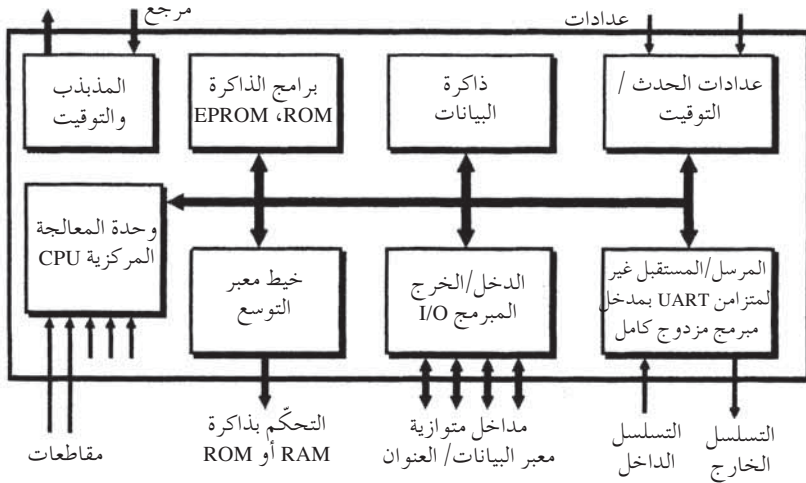 مرجع
عدادات
المذبذب
والتوقيت
برامج الذاكرة
EPROM ،ROM
ذاكرة
البيانات
عدادات الحدث /
التوقيت
وحدة المعالجة
المركزية CPU
خيط معبر
التوسع
الدخل/الخرج
المبرمج I/O
المرسل/المستقبل غير
لمتزامن UART بمدخل
مبرمج مزدوج كامل
مقاطعات
التحكّم بذاكرة
RAM أو ROM
مداخل متوازية
معبر البيانات/ العنوان
التسلسل
الداخل
التسلسل
الخارج